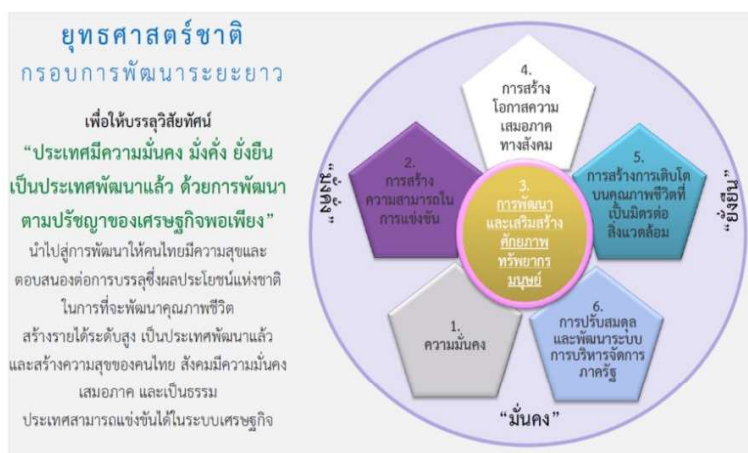 ยุทธศาสตร์ชาติ
กรอบการพัฒนาระยะยาว
เพื่อให้บรรลุวิสัยทัศน์
“ประเทศมีความมั่นคง มั่งคั่ง ยั่งยืน
เป็นประเทศพัฒนาแล้ว ด้วยการพัฒนา
ตามปรัชญาของเศรษฐกิจพอเพียง”
นำไปสู่การพัฒนาให้คนไทยมีความสุขและ
ตอบสนองต่อการบรรลุซึ่งผลประโยชน์แห่งชาติ
ในการที่จะพัฒนาคุณภาพชีวิต
สร้างรายได้ระดับสูง เป็นประเทศพัฒนาแล้ว
และสร้างความสุขของคนไทย สังคมมีความมั่นคง
เสมอภาค และเป็นธรรม
ประเทศสามารถแข่งขันได้ในระบบเศรษฐกิจ
4.
การสร้าง
โอกาสความ
เสมอภาค
ทางสังคม
“มั่งคั่ง”
2.
การสร้าง
ความสามารถใน
การแข่งขัน
3.
การพัฒนา
และเสริมสร้าง
ศักยภาพ
ทรัพยากร
มนุษย์
5.
การสร้างการเติบโต
บนคุณภาพชีวิตที่
เป็นมิตรต่อ
สิ่งแวดล้อม
“ยั่งยืน”
1.
ความมั่นคง
6.
การปรับสมดุล
และพัฒนาระบบ
การบริหารจัดการ
ภาครัฐ
“มั่นคง”